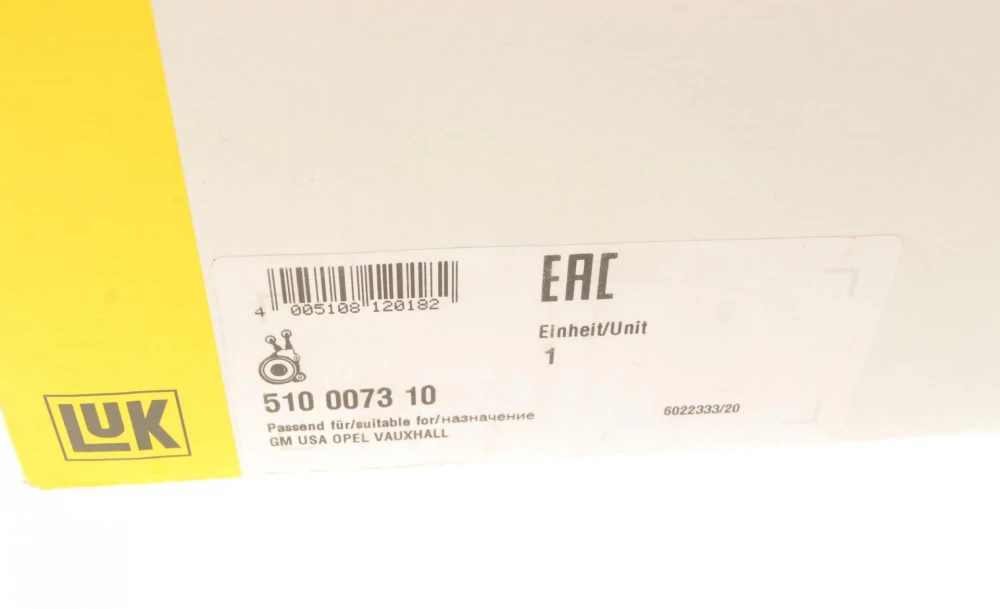 4 005108 120182
EAC
Einheit/Unit
1
510 0073 10
Passend für/suitable for/назначение
GM USA OPEL VAUXHALL
6022333/20
LUK